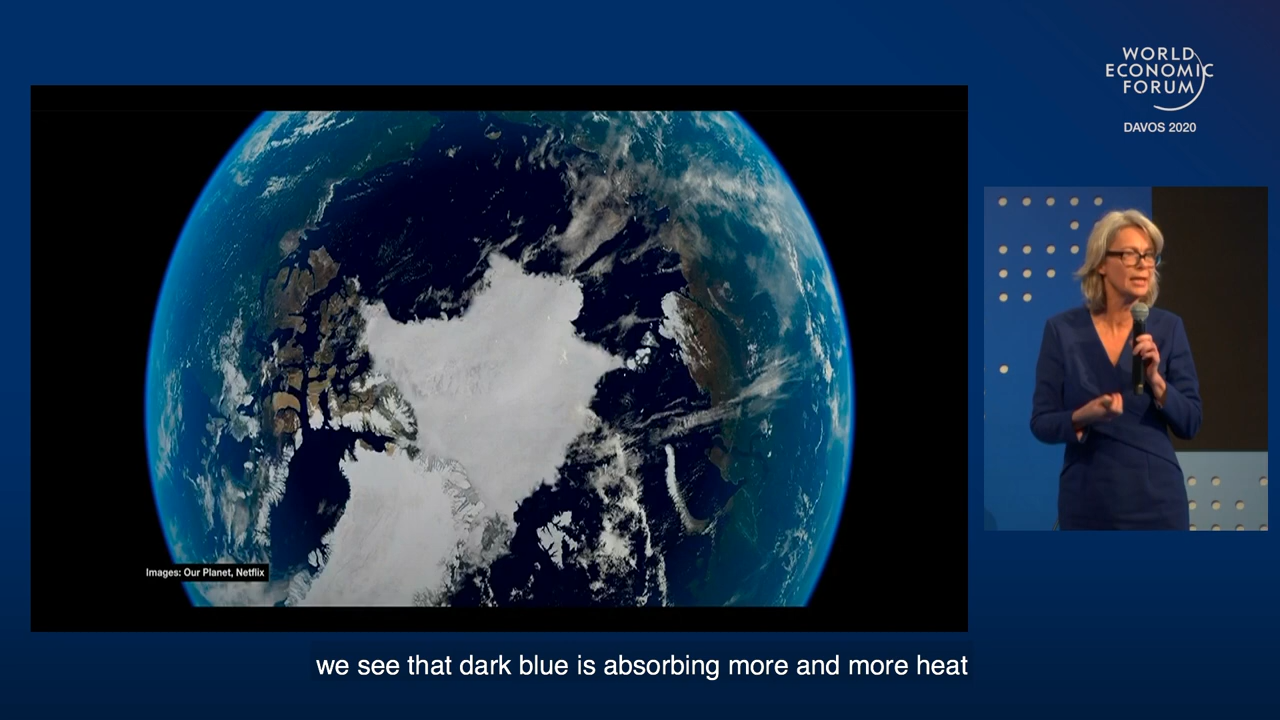 WORLD
ECONOMIC
FORUM
DAVOS 2020
Images: Our Planet, Netflix
we see that dark blue is absorbing more and more heat